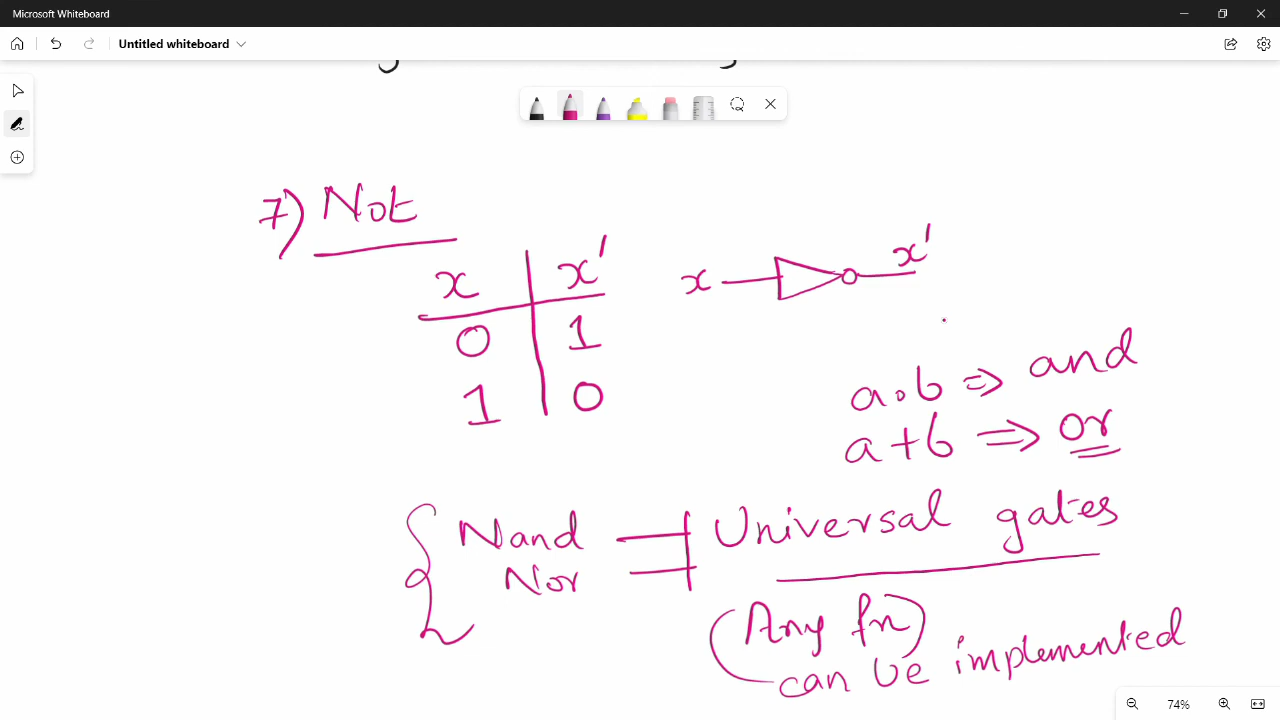 Microsoft Whiteboard
Untitled whiteboard
7) Not
x x'
0 1
1 0
x x'
a.b => and
a+b => or
Nand
Nor
Universal gates
(Any fn)
can be implemented
74%